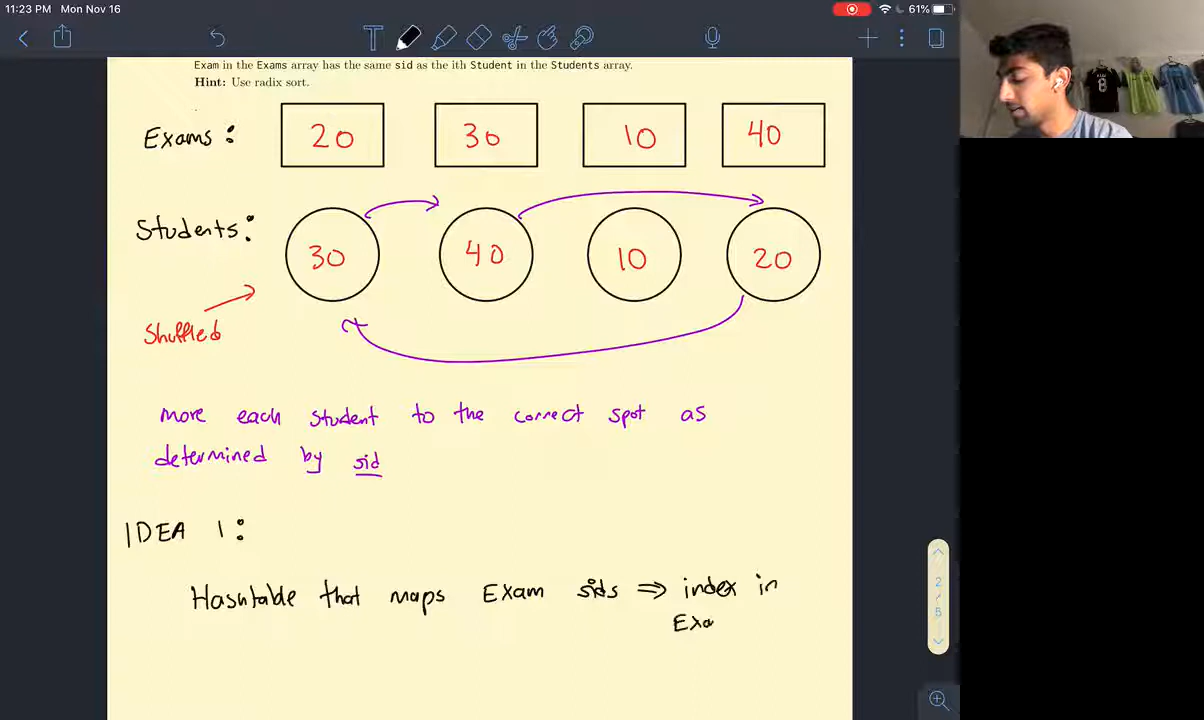 11:23 PM Mon Nov 16
61%
Exam in the Exams array has the same sid as the ith Student in the Students array.
Hint: Use radix sort.
Exams: 20 30 10 40
Students: 30 40 10 20
Shuffled
move each student to the correct spot as
determined by sid
IDEA 1:
Hashtable that maps Exam sids ⇒ index in
Exa
2
/
5
8